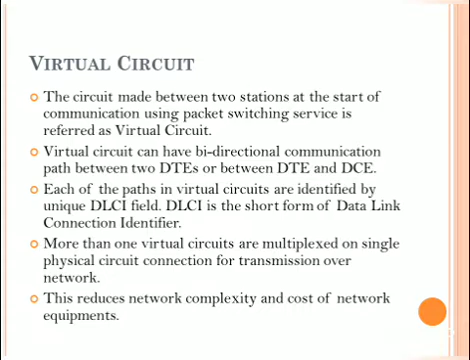 VIRTUAL CIRCUIT
The circuit made between two stations at the start of
communication using packet switching service is
referred as Virtual Circuit.
Virtual circuit can have bi-directional communication
path between two DTEs or between DTE and DCE.
Each of the paths in virtual circuits are identified by
unique DLCI field. DLCI is the short form of Data Link
Connection Identifier.
More than one virtual circuits are multiplexed on single
physical circuit connection for transmission over
network.
This reduces network complexity and cost of network
equipments.